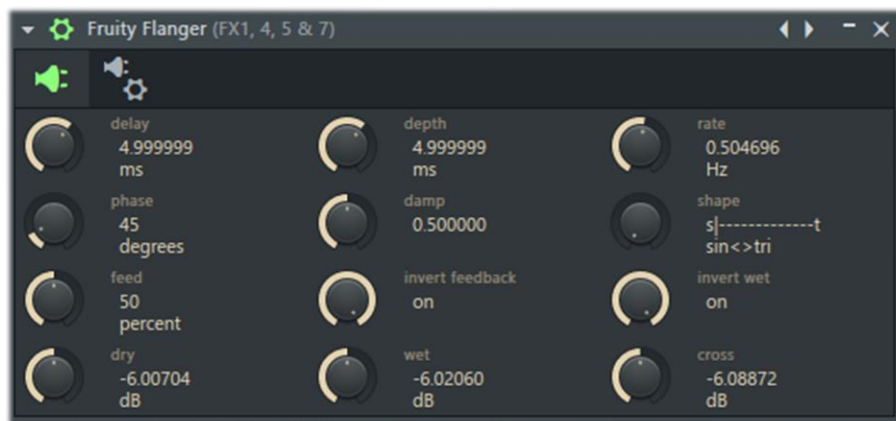 Fruity Flanger (FX1, 4, 5 & 7)
delay
4.999999
ms
depth
4.999999
ms
rate
0.504696
Hz
phase
45
degrees
damp
0.500000
shape
s|-------------t
sin<>tri
feed
50
percent
invert feedback
on
invert wet
on
dry
-6.00704
dB
wet
-6.02060
dB
cross
-6.08872
dB